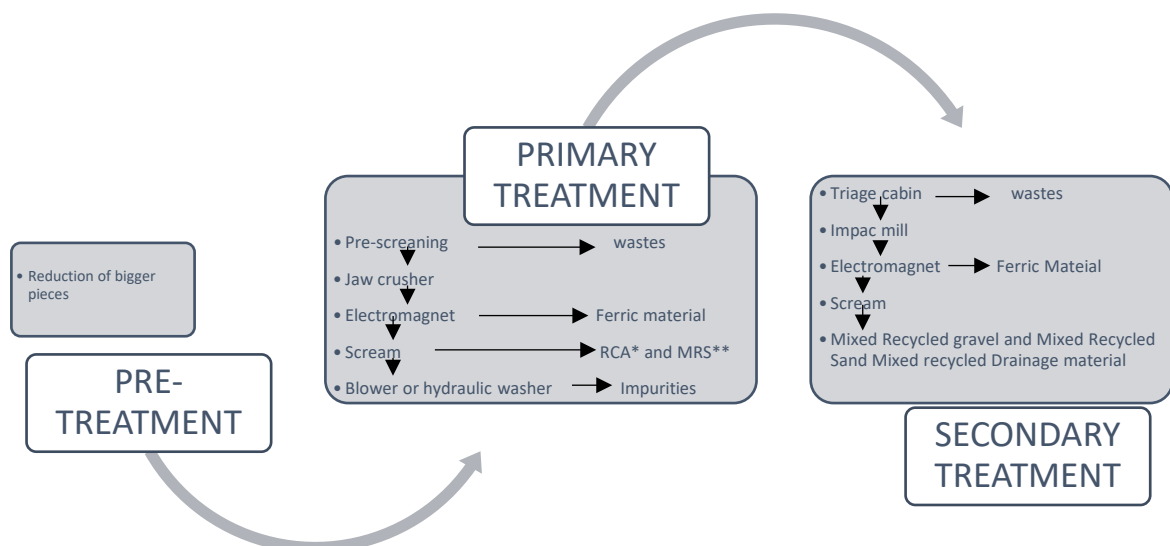 • Reduction of bigger
pieces
PRE-
TREATMENT
PRIMARY
TREATMENT
• Pre-screaning wastes
• Jaw crusher
• Electromagnet Ferric material
• Scream RCA* and MRS**
• Blower or hydraulic washer Impurities
• Triage cabin wastes
• Impac mill
• Electromagnet Ferric Mateial
• Scream
• Mixed Recycled gravel and Mixed Recycled
Sand Mixed recycled Drainage material
SECONDARY
TREATMENT